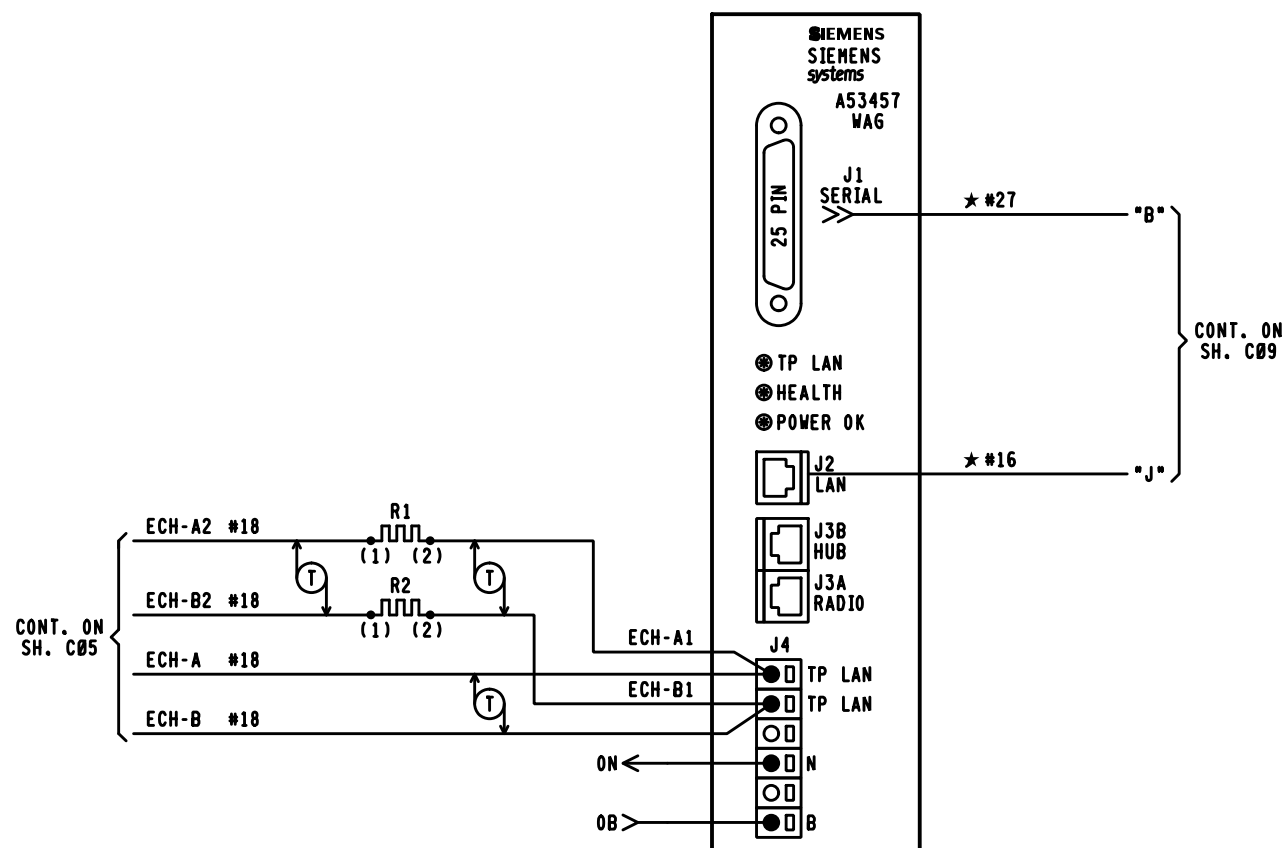 SIEMENS
SIEMENS
systems
A53457
WAG
J1
SERIAL
25 PIN
★ #27
"B"
CONT. ON
SH. CØ9
TP LAN
HEALTH
POWER OK
J2
LAN
★ #16
"J"
J3B
HUB
J3A
RADIO
ECH-A2 #18
R1
(1) (2)
T
T
ECH-B2 #18
R2
(1) (2)
CONT. ON
SH. CØ5
ECH-A #18
ECH-A1
J4
TP LAN
ECH-B1
TP LAN
T
ECH-B #18
ON
N
OB
B